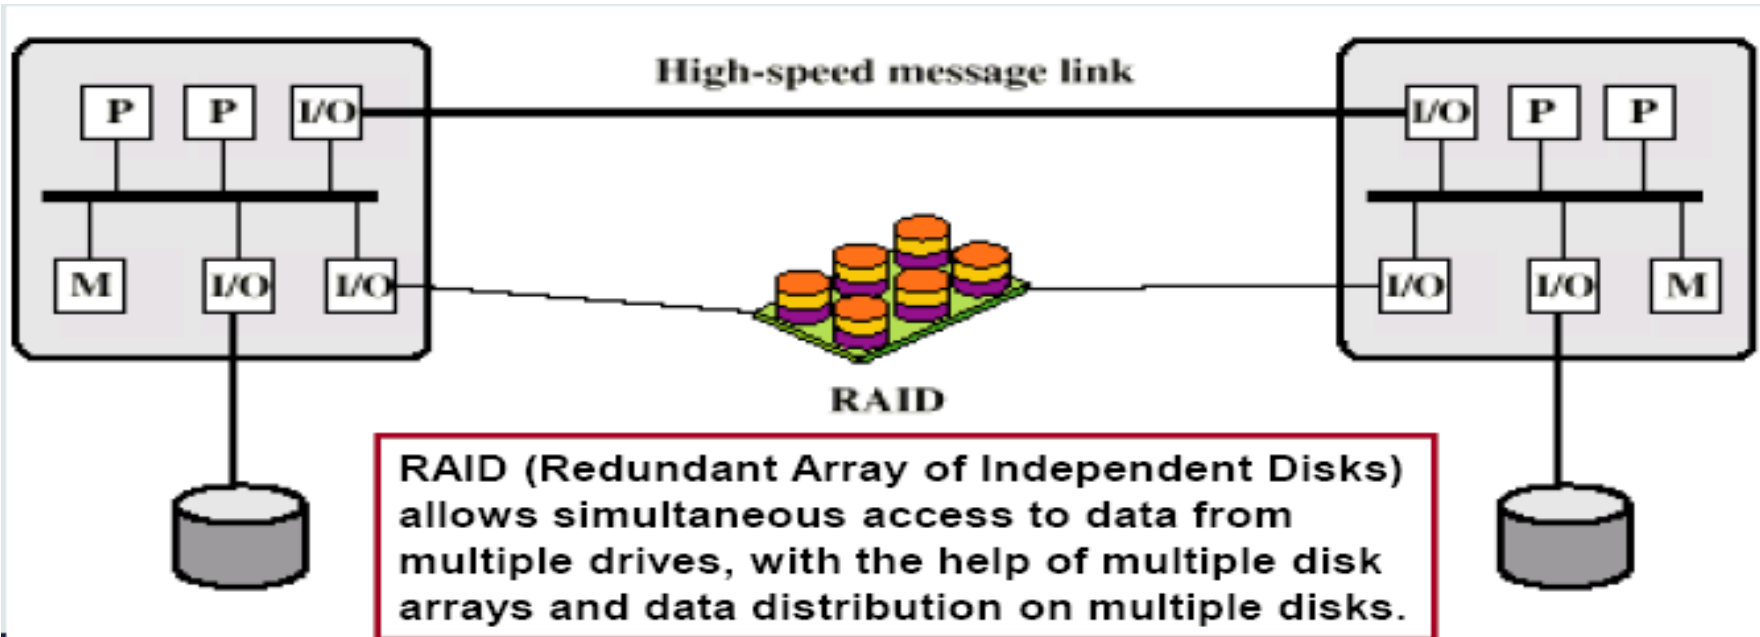 High-speed message link
P P I/O
I/O P P
M I/O I/O
I/O I/O M
RAID
RAID (Redundant Array of Independent Disks)
allows simultaneous access to data from
multiple drives, with the help of multiple disk
arrays and data distribution on multiple disks.